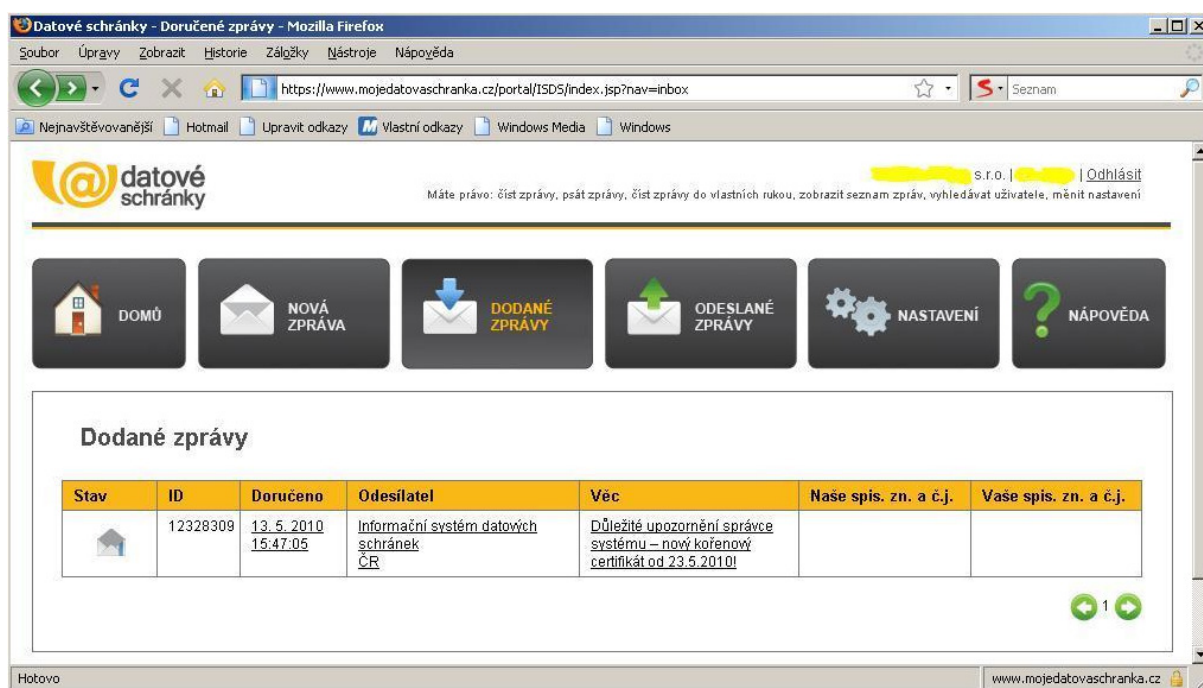 Datové schránky - Doručené zprávy - Mozilla Firefox
Soubor Úpravy Zobrazit Historie Záložky Nástroje Nápověda
https://www.mojedatovaschranka.cz/portal/ISDS/index.jsp?nav=inbox
Seznam
Nejnavštěvovanější Hotmail Upravit odkazy Vlastní odkazy Windows Media Windows
datové
schránky
s.r.o. | | Odhlásit
Máte právo: číst zprávy, psát zprávy, číst zprávy do vlastních rukou, zobrazit seznam zpráv, vyhledávat uživatele, měnit nastavení
DOMŮ
NOVÁ
ZPRÁVA
DODANÉ
ZPRÁVY
ODESLANÉ
ZPRÁVY
NASTAVENÍ
NÁPOVĚDA
Dodané zprávy
Stav ID Doručeno Odesílatel Věc Naše spis. zn. a č.j. Vaše spis. zn. a č.j.
12328309 13. 5. 2010 Informační systém datových Důležité upozornění správce
15:47:05 schránek systému – nový kořenový
ČR certifikát od 23.5.2010!
1
Hotovo www.mojedatovaschranka.cz